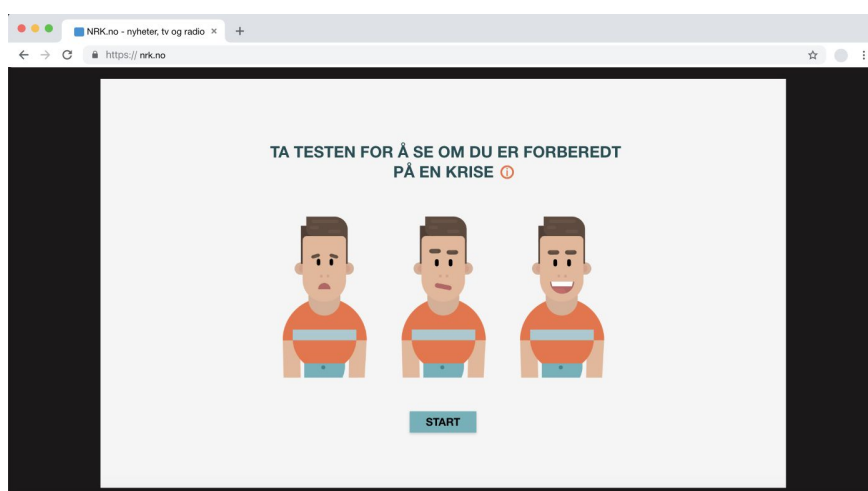 NRK.no - nyheter, tv og radio
https:// nrk.no
TA TESTEN FOR Å SE OM DU ER FORBEREDT
PÅ EN KRISE
START